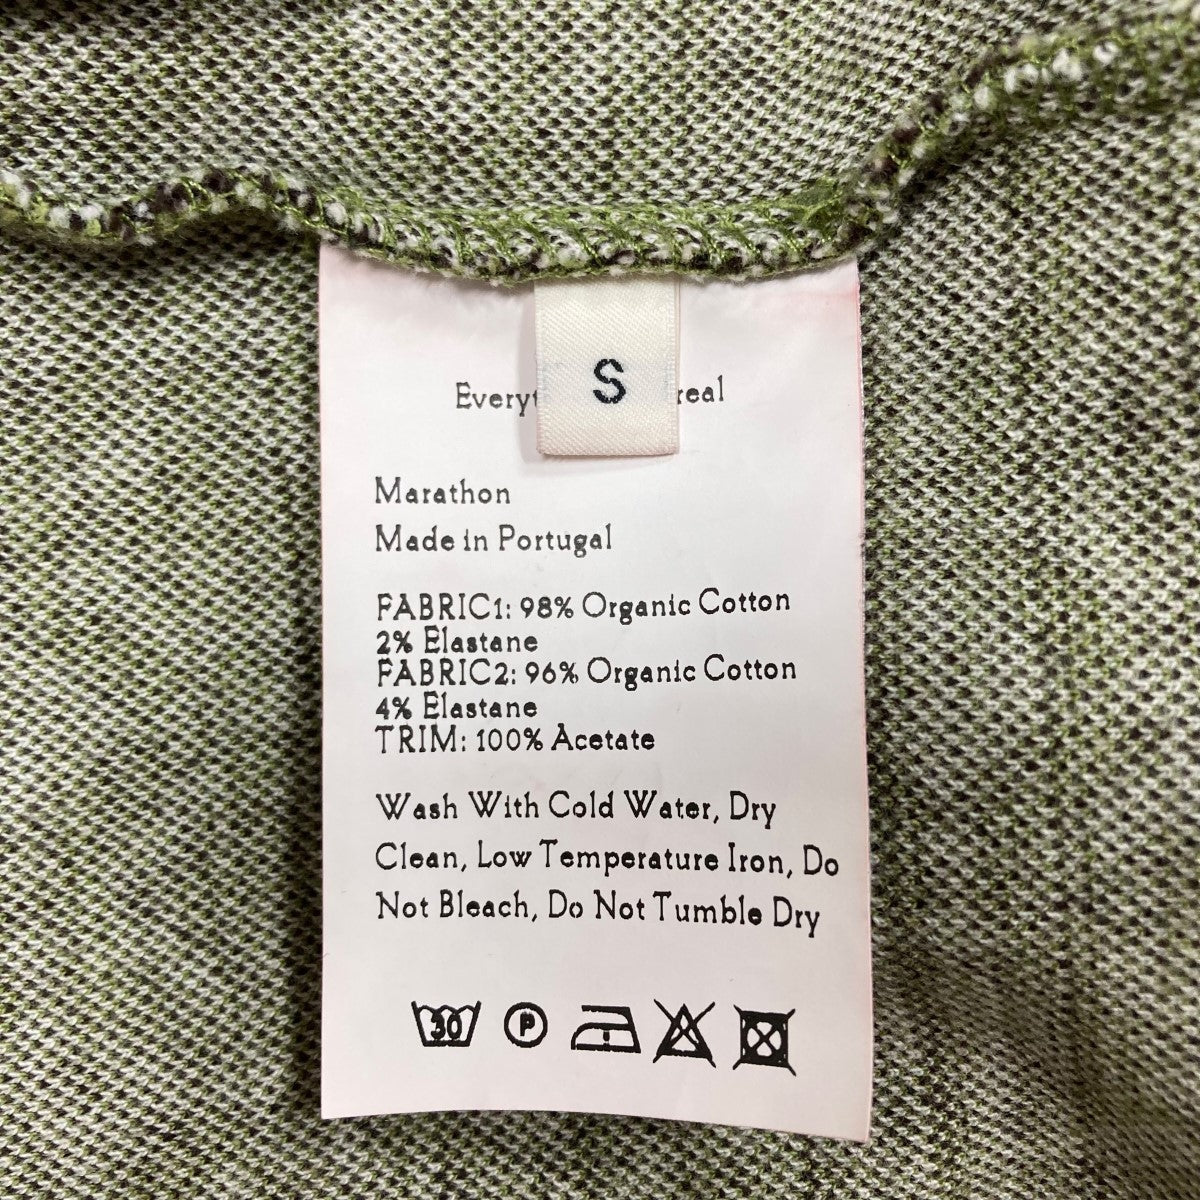 S
Everyt real
Marathon
Made in Portugal
FABRIC1: 98% Organic Cotton
2% Elastane
FABRIC2: 96% Organic Cotton
4% Elastane
TRIM: 100% Acetate
Wash With Cold Water, Dry
Clean, Low Temperature Iron, Do
Not Bleach, Do Not Tumble Dry
30 P